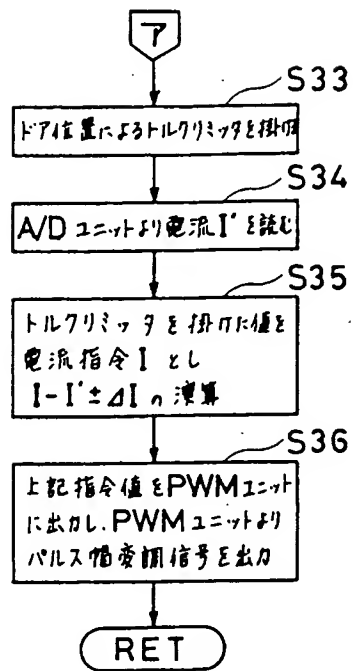 ア
S33
ドア位置によるトルクリミッタを掛ける
S34
A/D ユニットより電流I'を読む
S35
トルクリミッタを掛けた値を
電流指令Iとし
I-I'±ΔIの演算
S36
上記指令値をPWMユニット
に出力し、PWMユニットより
パルス幅変調信号を出力
RET